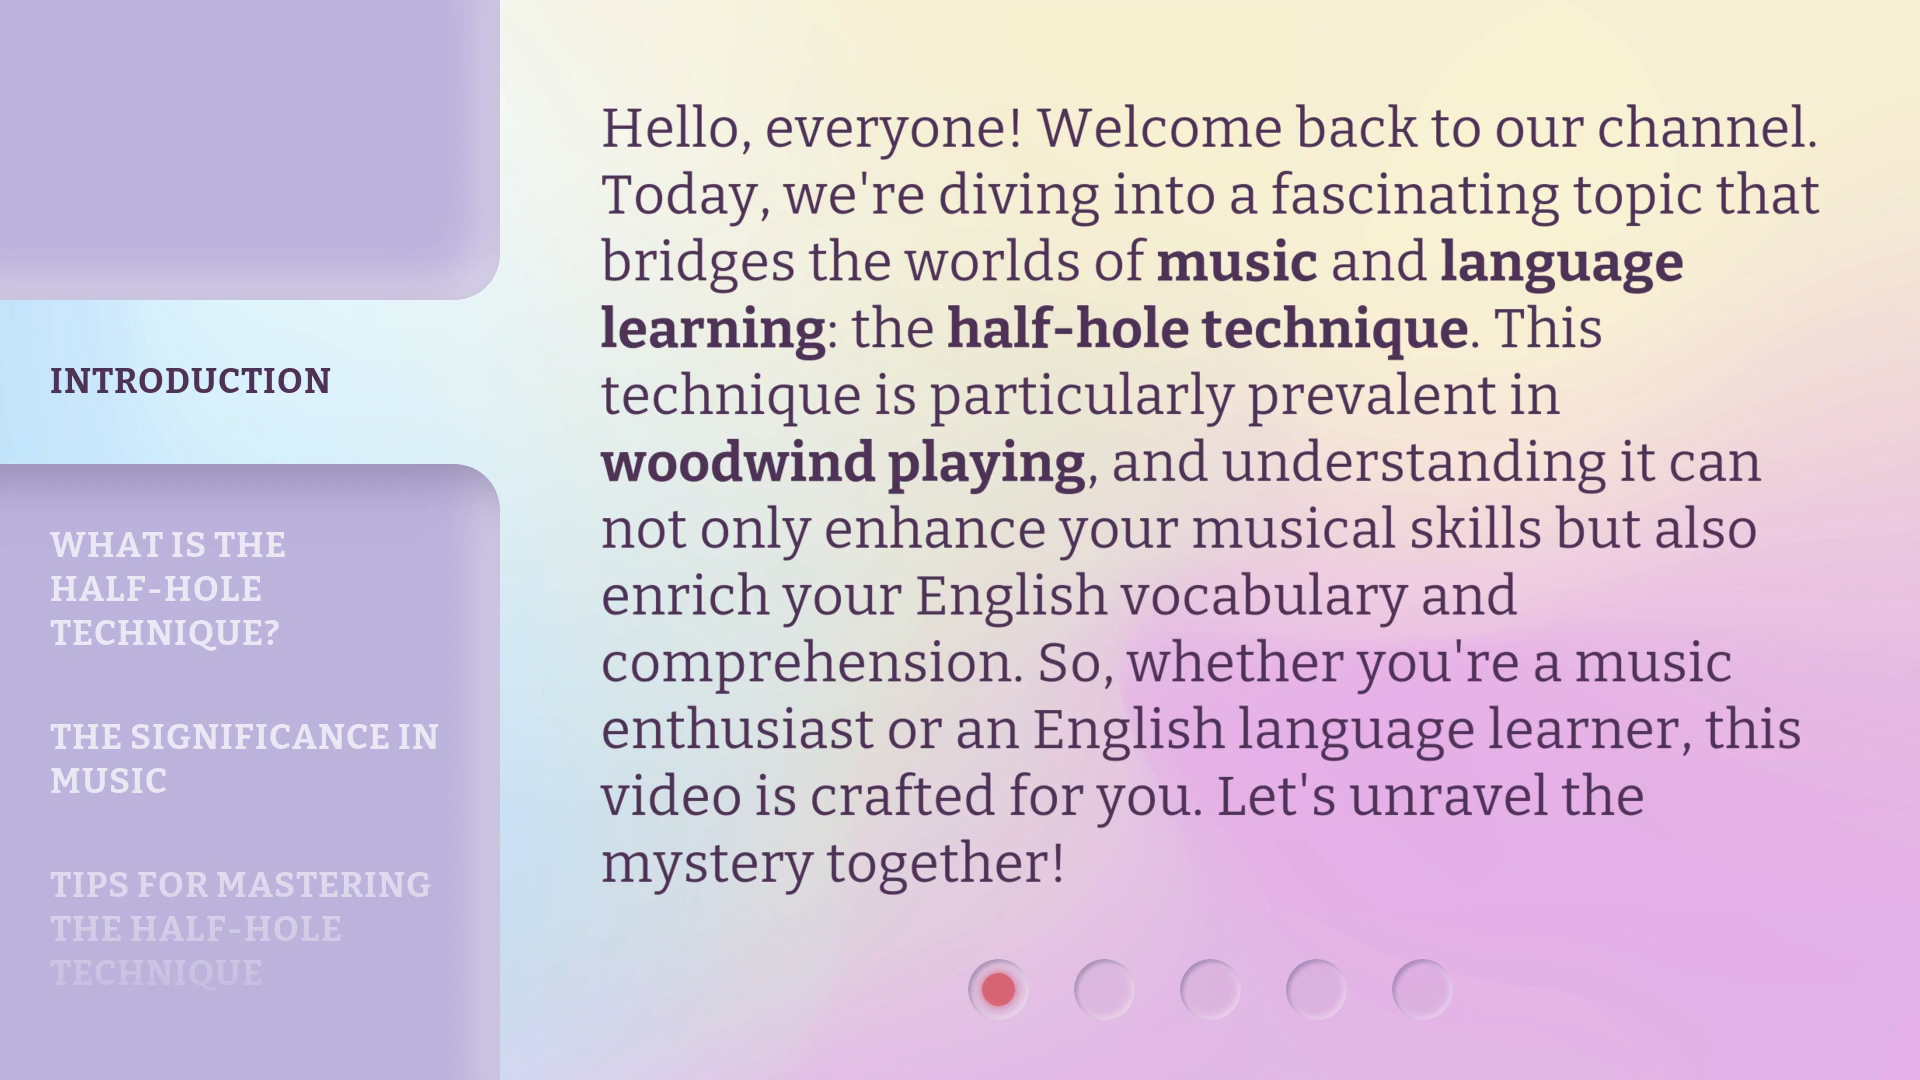 INTRODUCTION
WHAT IS THE
HALF-HOLE
TECHNIQUE?
THE SIGNIFICANCE IN
MUSIC
TIPS FOR MASTERING
THE HALF-HOLE
TECHNIQUE
Hello, everyone! Welcome back to our channel.
Today, we're diving into a fascinating topic that
bridges the worlds of music and language
learning: the half-hole technique. This
technique is particularly prevalent in
woodwind playing, and understanding it can
not only enhance your musical skills but also
enrich your English vocabulary and
comprehension. So, whether you're a music
enthusiast or an English language learner, this
video is crafted for you. Let's unravel the
mystery together!